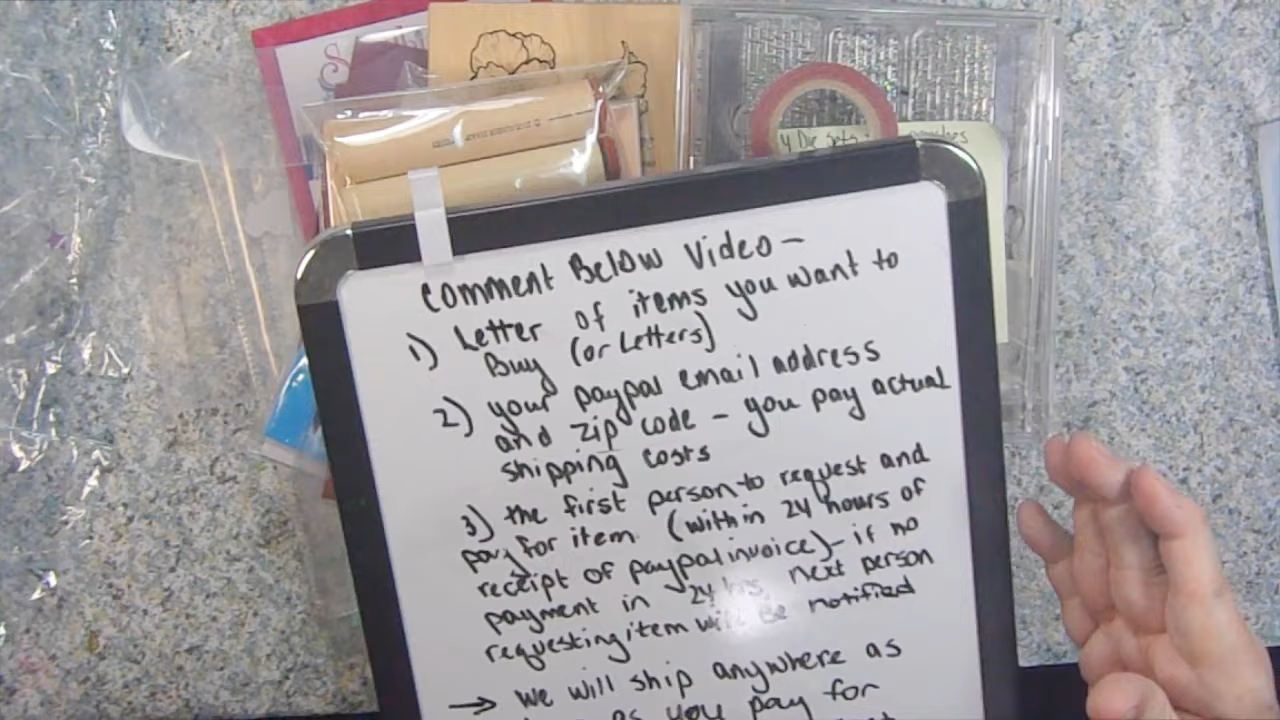 4 Die sets
Comment Below Video -
1) Letter of items you want to
Buy (or Letters)
2) your paypal email address
and zip code - you pay actual
shipping costs
3) the first person to request and
pay for item (within 24 hours of
receipt of paypal invoice) - if no
payment in 24 hrs, next person
requesting item will be notified
→ we will ship anywhere as
as you pay for